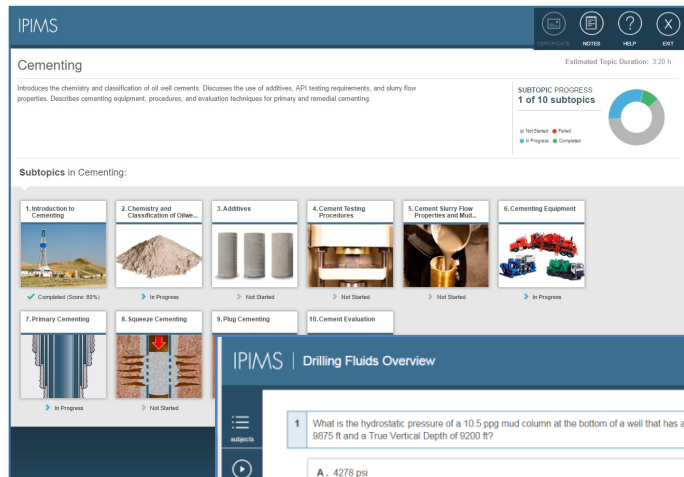 IPIMS
CERTIFICATE
NOTES
HELP
X
EXIT
Cementing
Estimated Topic Duration: 3:20 h
Introduces the chemistry and classification of oil well cements. Discusses the use of additives, API testing requirements, and slurry flow
properties. Describes cementing equipment, procedures, and evaluation techniques for primary and remedial cementing.
SUBTOPIC PROGRESS
1 of 10 subtopics
Not Started
Failed
In Progress
Completed
Subtopics in Cementing:
1. Introduction to
Cementing
2. Chemistry and
Classification of Oilwe...
3. Additives
4. Cement Testing
Procedures
5. Cement Slurry Flow
Properties and Mud...
6. Cementing Equipment
Completed (Score: 80%)
In Progress
Not Started
Not Started
Not Started
In Progress
7. Primary Cementing
8. Squeeze Cementing
9. Plug Cementing
10. Cement Evaluation
In Progress
Not Started
IPIMS | Drilling Fluids Overview
subjects
1 What is the hydrostatic pressure of a 10.5 ppg mud column at the bottom of a well that has a
9875 ft and a True Vertical Depth of 9200 ft?
A. 4278 psi